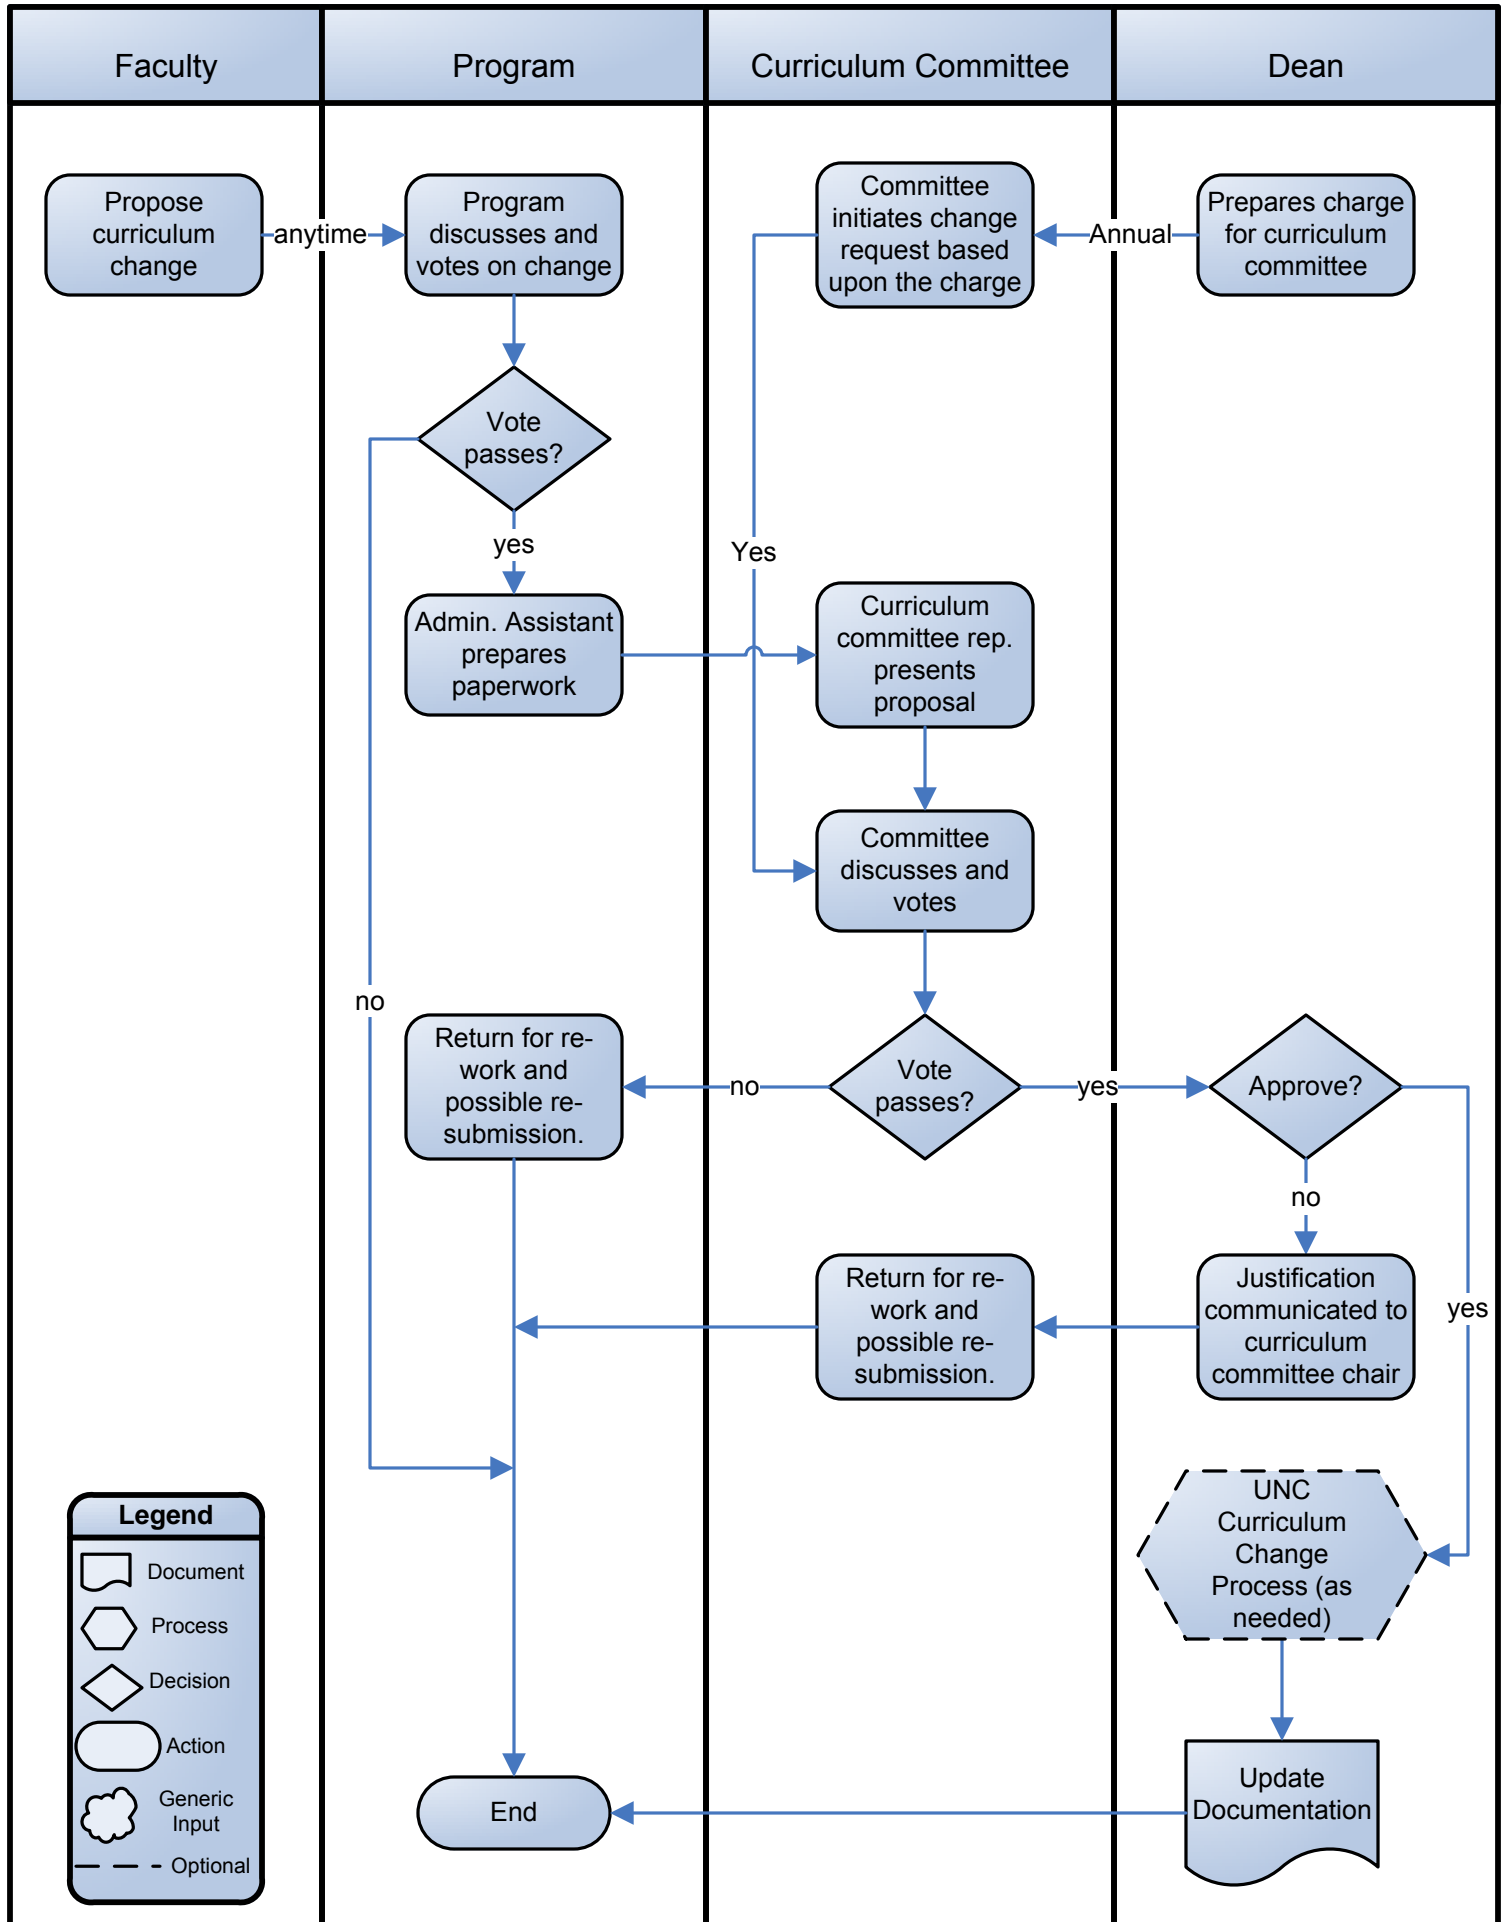 Faculty
Program
Curriculum Committee
Dean
Propose
curriculum
change
anytime
Program
discusses and
votes on change
Committee
initiates change
request based
upon the charge
Annual
Prepares charge
for curriculum
committee
Vote
passes?
yes
Yes
Admin. Assistant
prepares
paperwork
Curriculum
committee rep.
presents
proposal
Committee
discusses and
votes
no
Return for re-
work and
possible re-
submission.
no
Vote
passes?
yes
Approve?
no
Return for re-
work and
possible re-
submission.
Justification
communicated to
curriculum
committee chair
yes
UNC
Curriculum
Change
Process (as
needed)
Legend
Document
Process
Decision
Action
Generic
Input
Optional
End
Update
Documentation